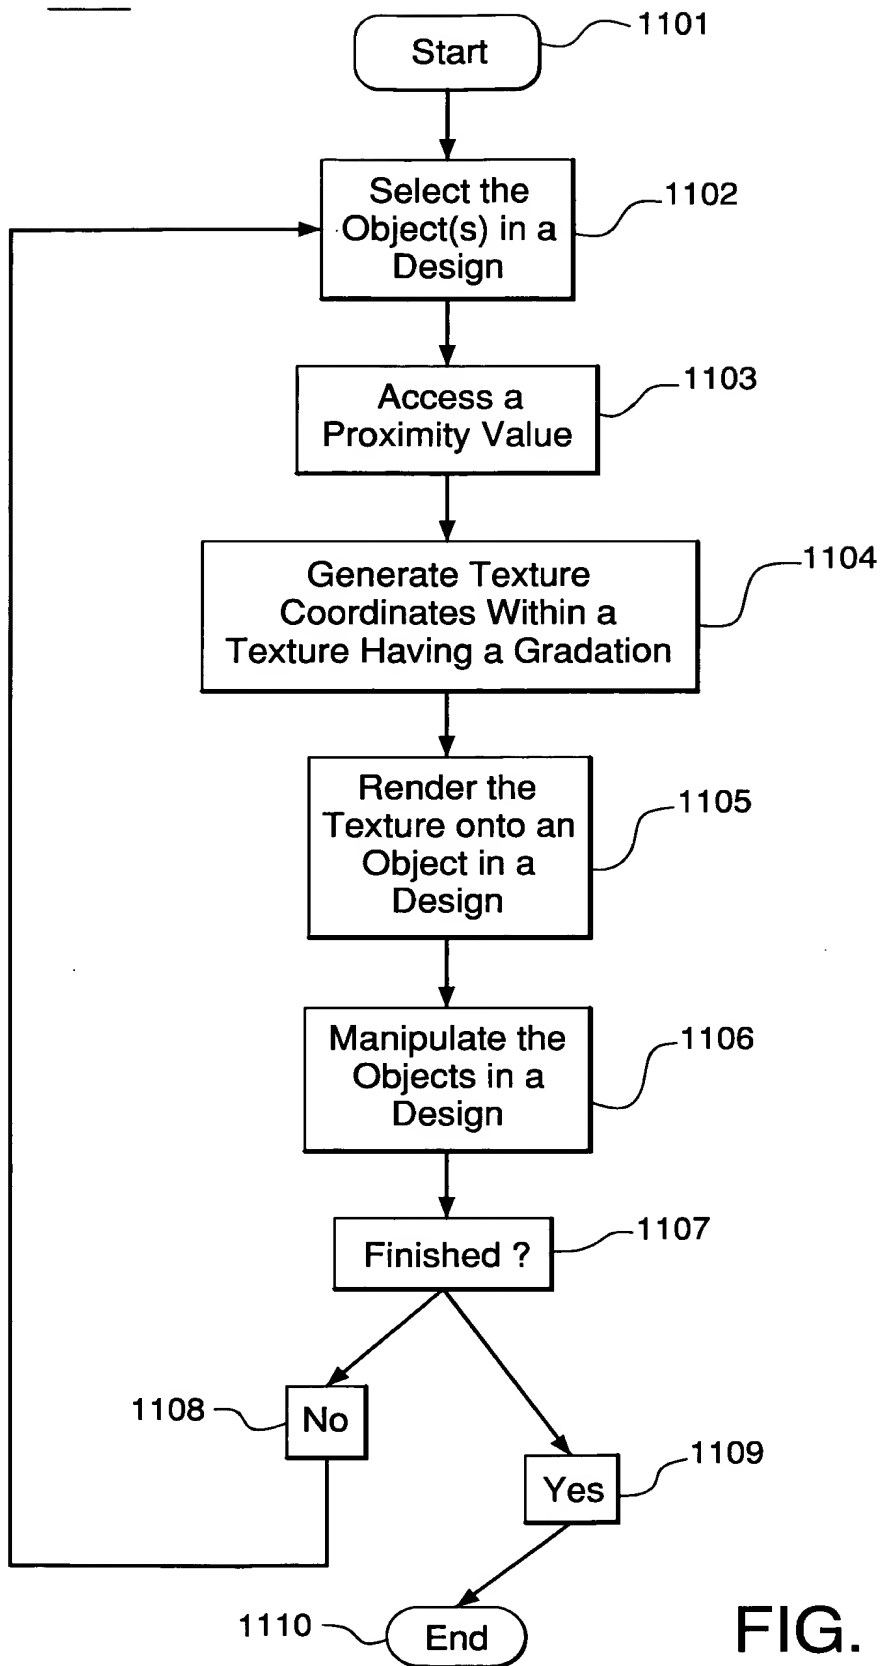 Start
1101
Select the
Object(s) in a
Design
1102
Access a
Proximity Value
1103
Generate Texture
Coordinates Within a
Texture Having a Gradation
1104
Render the
Texture onto an
Object in a
Design
1105
Manipulate the
Objects in a
Design
1106
Finished ?
1107
1108
No
Yes
1109
1110
End
FIG.